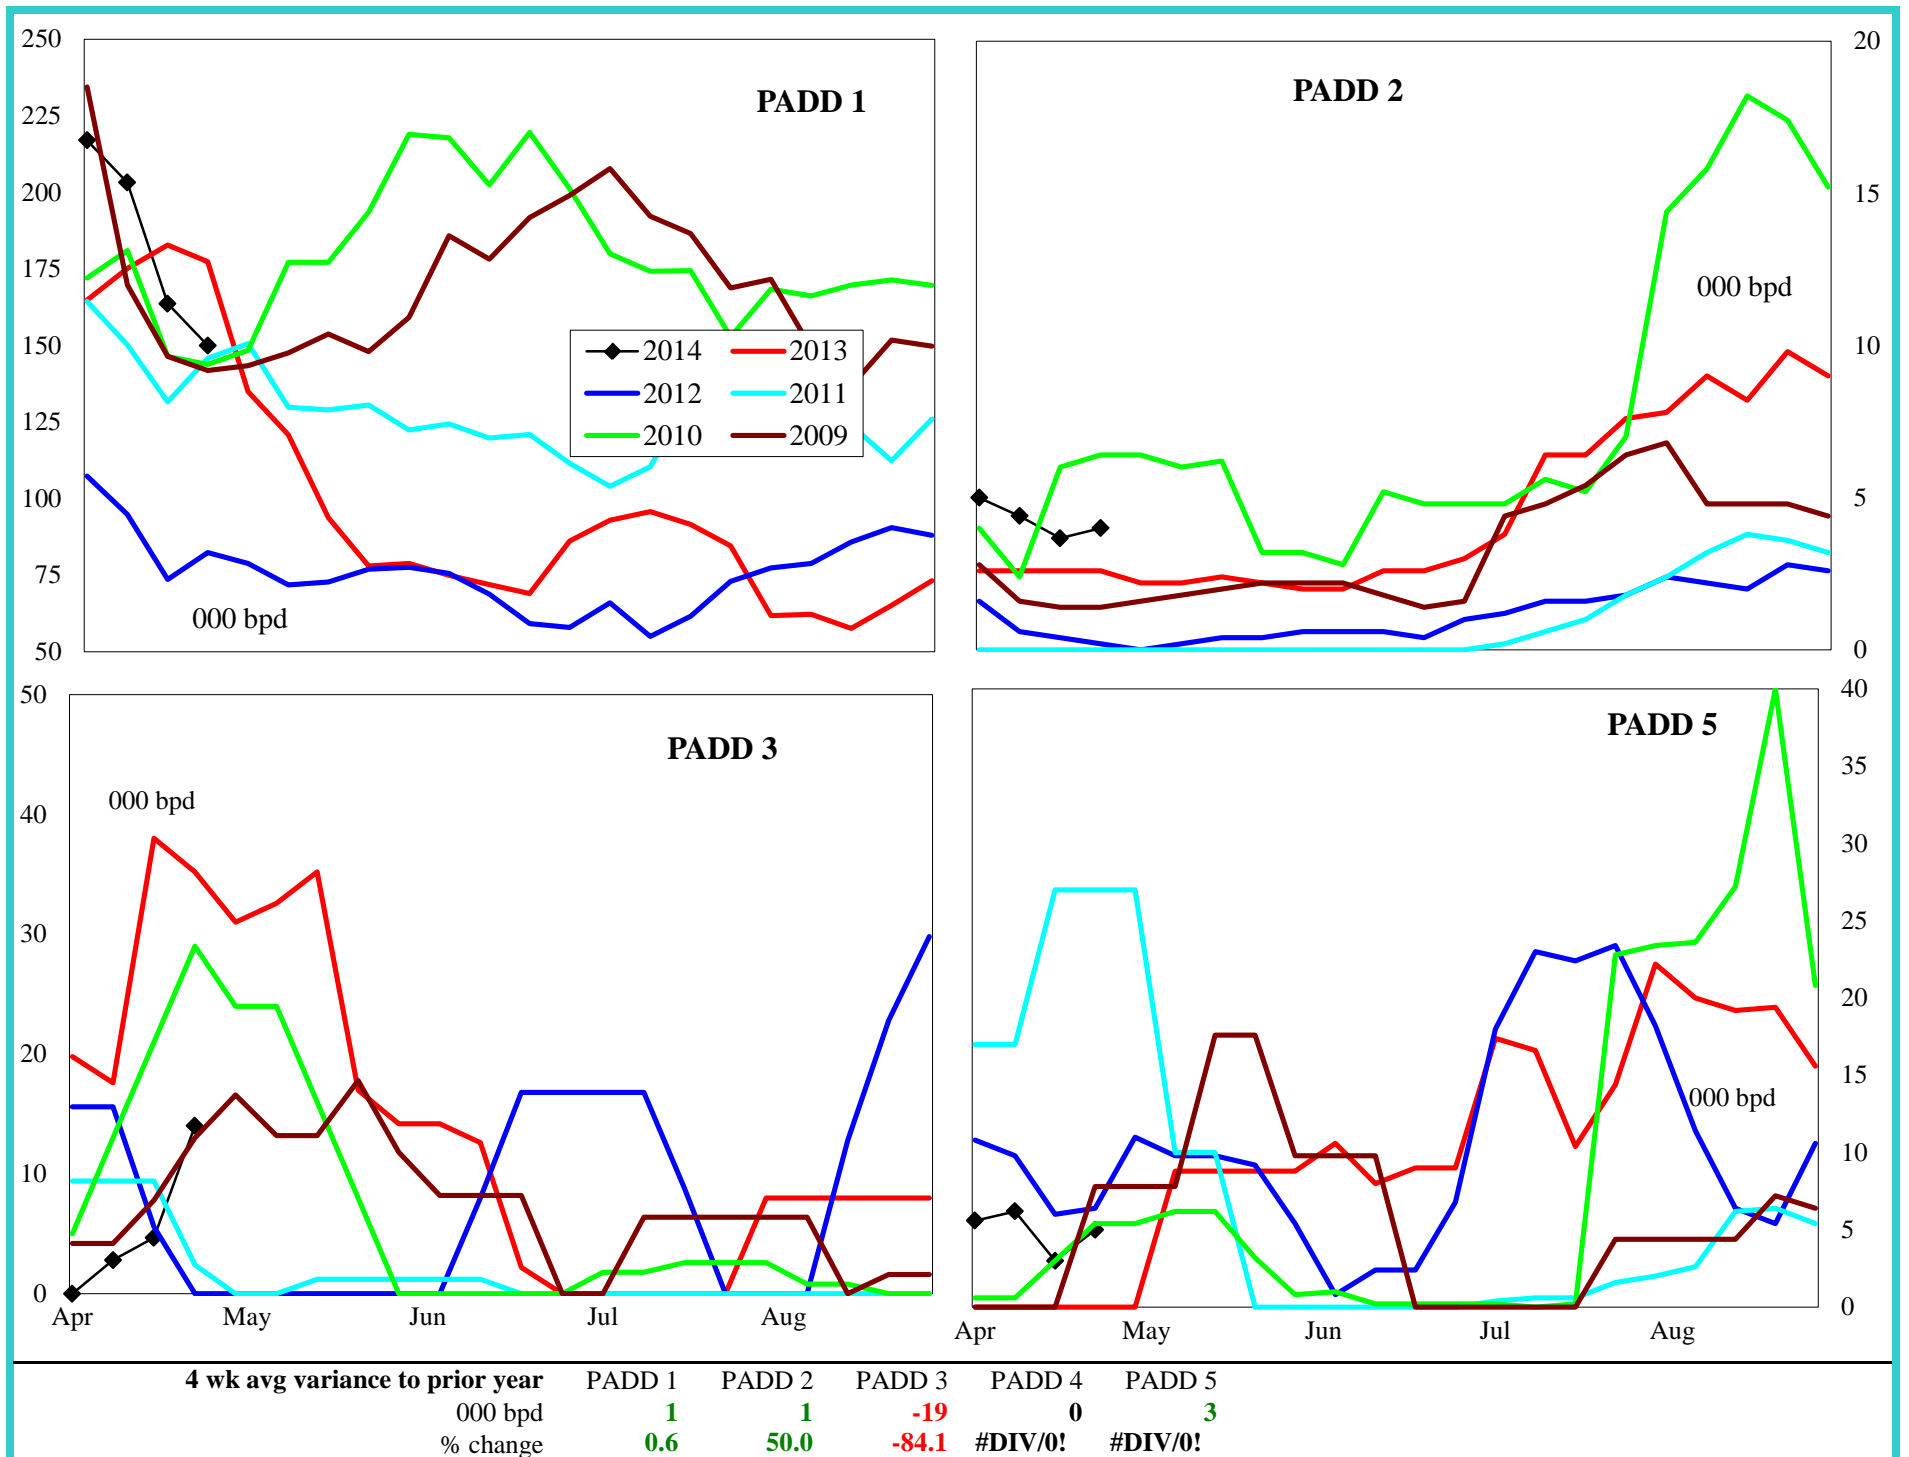 250
225
200
175
150
125
100
75
50
PADD 1
000 bpd
2014 2013
2012 2011
2010 2009
PADD 2
000 bpd
20
15
10
5
0
50
40
30
20
10
0
PADD 3
000 bpd
Apr May Jun Jul Aug
PADD 5
000 bpd
40
35
30
25
20
15
10
5
0
Apr May Jun Jul Aug
4 wk avg variance to prior year PADD 1 PADD 2 PADD 3 PADD 4 PADD 5
000 bpd 1 1 -19 0 3
% change 0.6 50.0 -84.1 #DIV/0! #DIV/0!